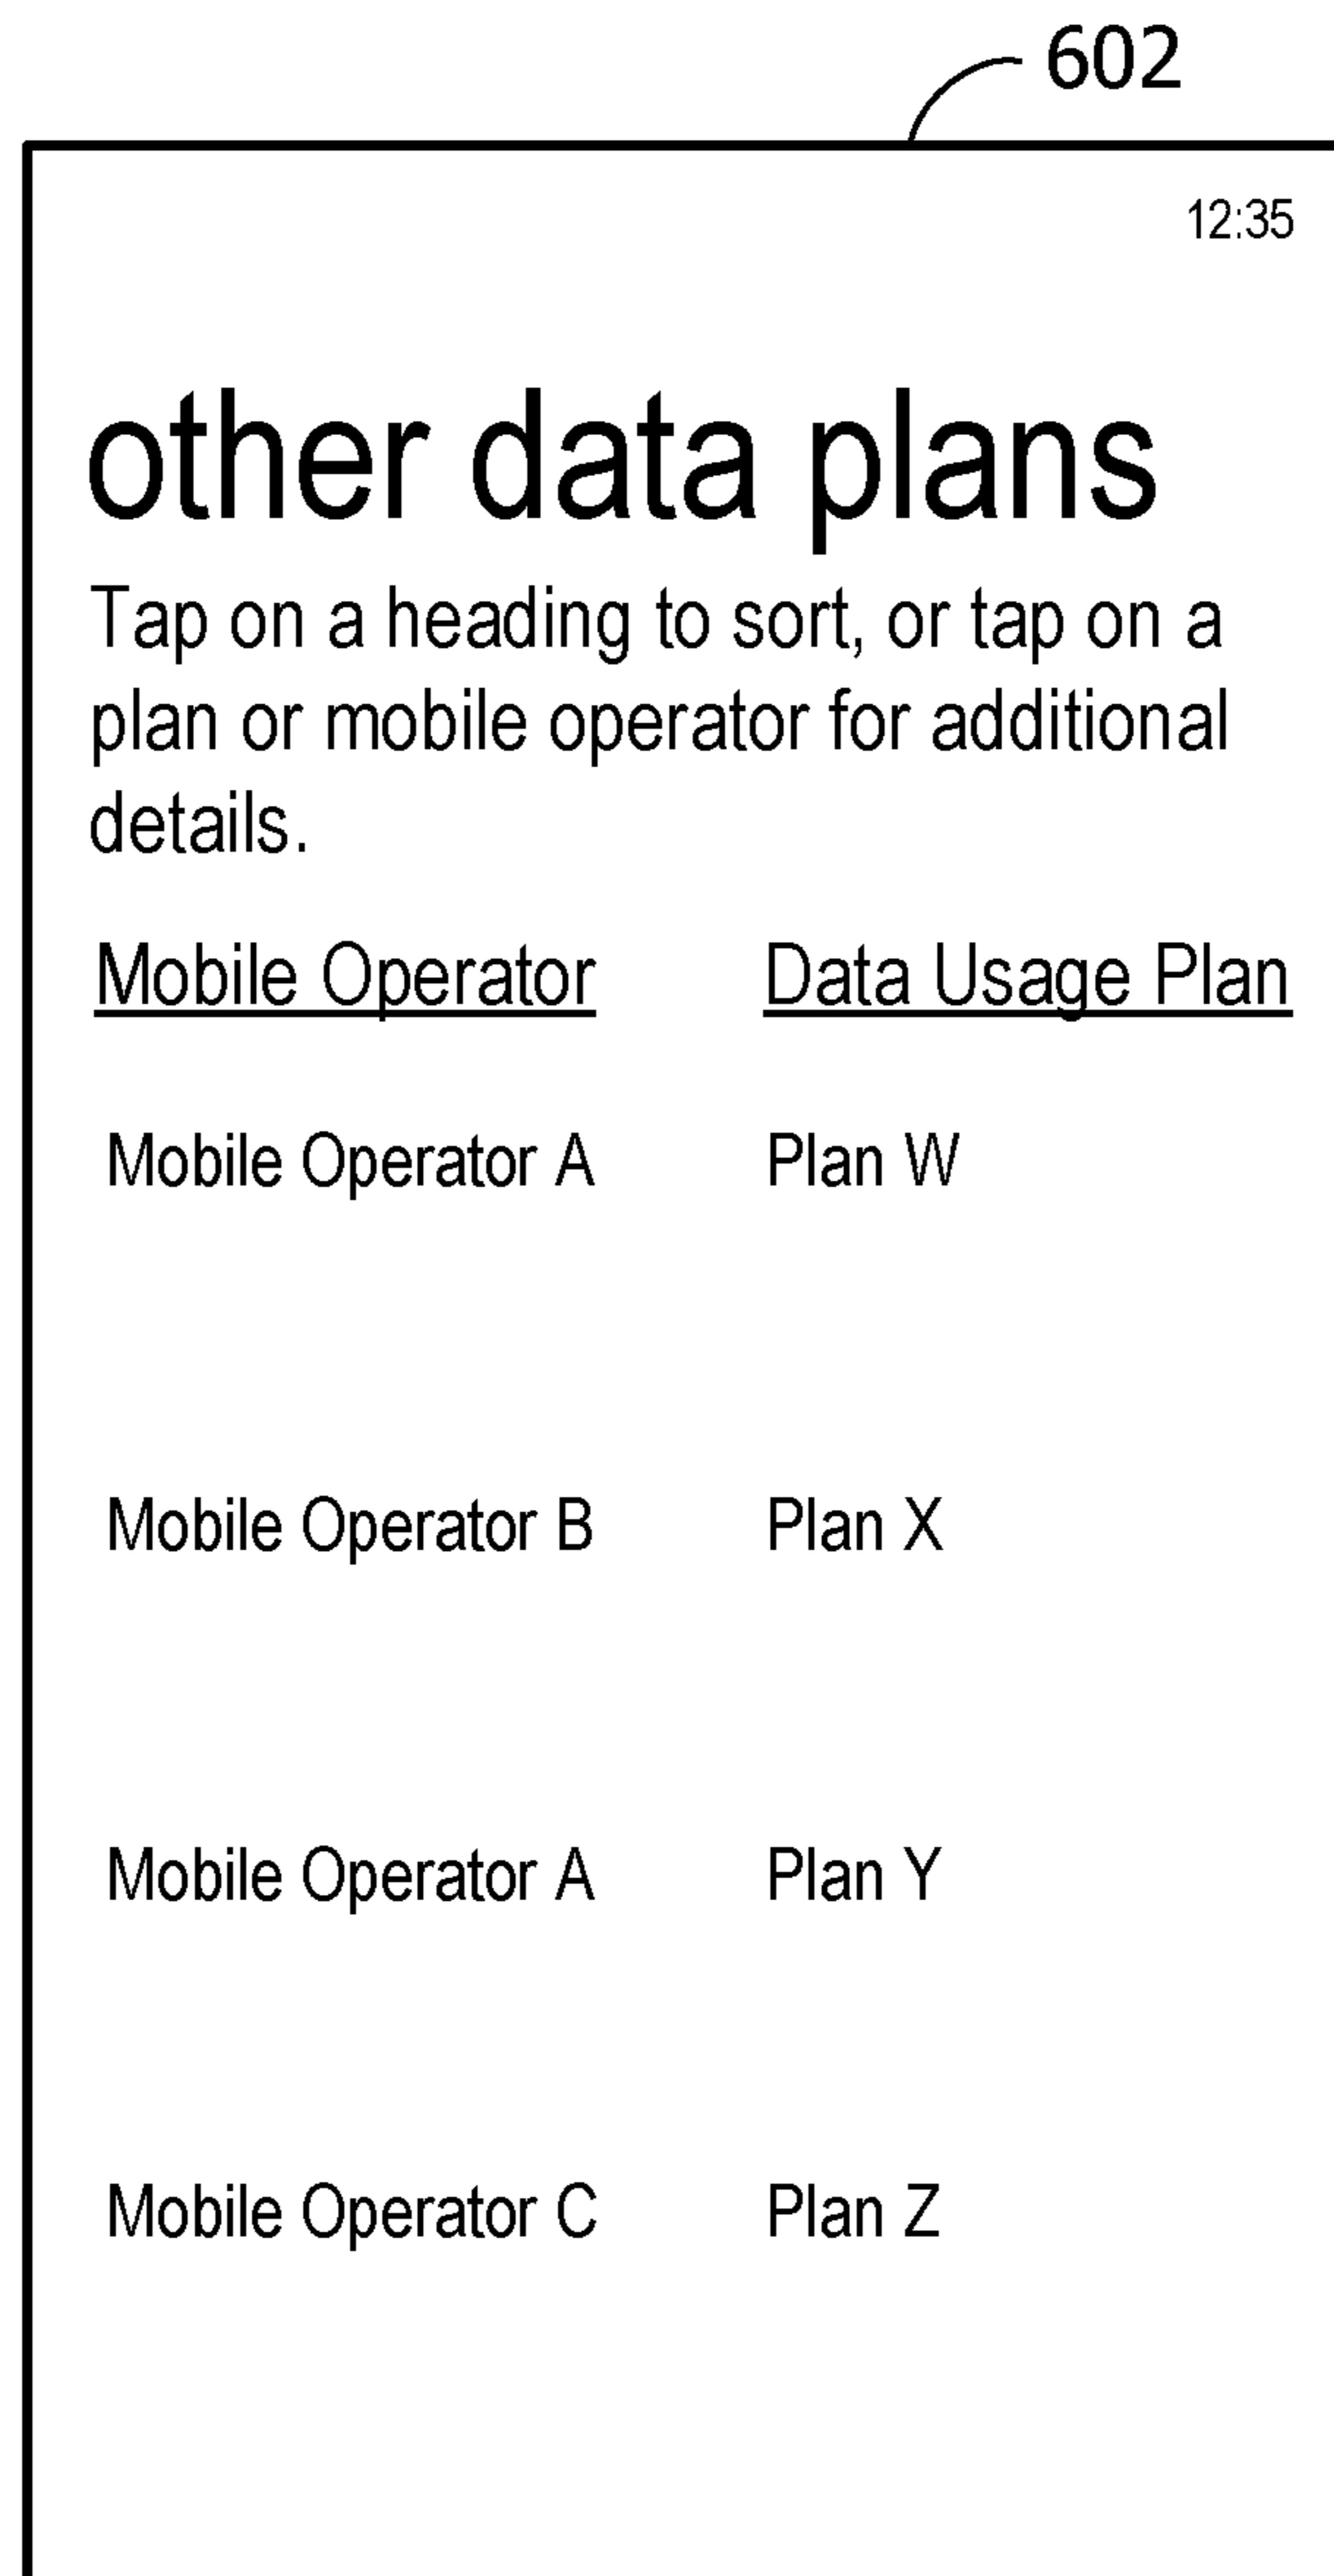 602
12:35
other data plans
Tap on a heading to sort, or tap on a
plan or mobile operator for additional
details.
Mobile Operator Data Usage Plan
Mobile Operator A Plan W
Mobile Operator B Plan X
Mobile Operator A Plan Y
Mobile Operator C Plan Z